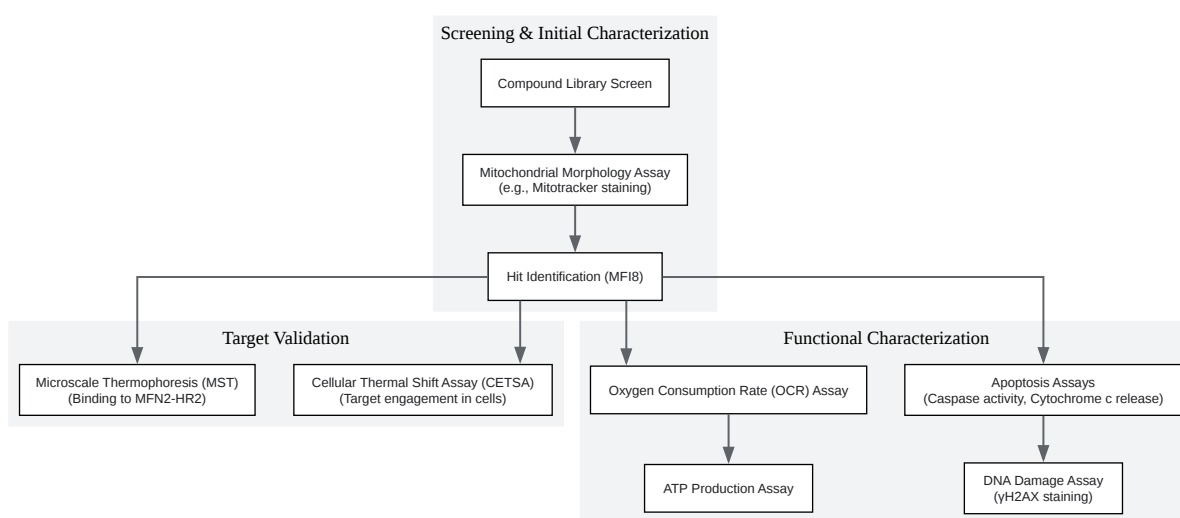 Screening & Initial Characterization
Compound Library Screen
Mitochondrial Morphology Assay
(e.g., Mitotracker staining)
Hit Identification (MFI8)
Target Validation
Microscale Thermophoresis (MST)
(Binding to MFN2-HR2)
Cellular Thermal Shift Assay (CETSA)
(Target engagement in cells)
Functional Characterization
Oxygen Consumption Rate (OCR) Assay
Apoptosis Assays
(Caspase activity, Cytochrome c release)
ATP Production Assay
DNA Damage Assay
(γH2AX staining)